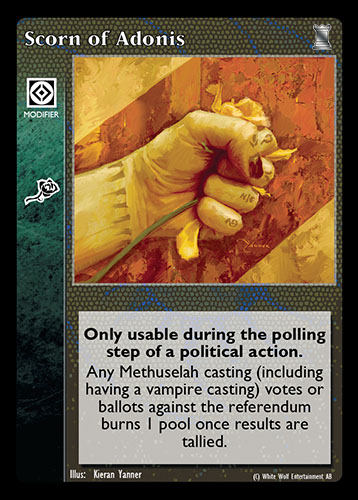 Scorn of Adonis
MODIFIER
Yanner
Only usable during the polling
step of a political action.
Any Methuselah casting (including
having a vampire casting) votes or
ballots against the referendum
burns 1 pool once results are
tallied.
Illus: Kieran Yanner
(C) White Wolf Entertainment AB